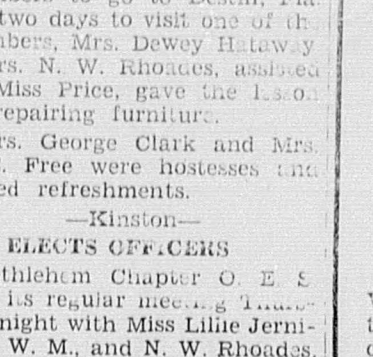 two days to visit one of th
mbers, Mrs. Dewey Hataway
rs. N. W. Rhoades, assisted
Miss Price, gave the lesson
repairing furniture.
rs. George Clark and Mrs.
. Free were hostesses and
ed refreshments.
—Kinston—
ELECTS OFFICERS
thlehem Chapter O. E. S
its regular meeting Thurs-
night with Miss Lillie Jerni-
W. M., and N. W. Rhoades